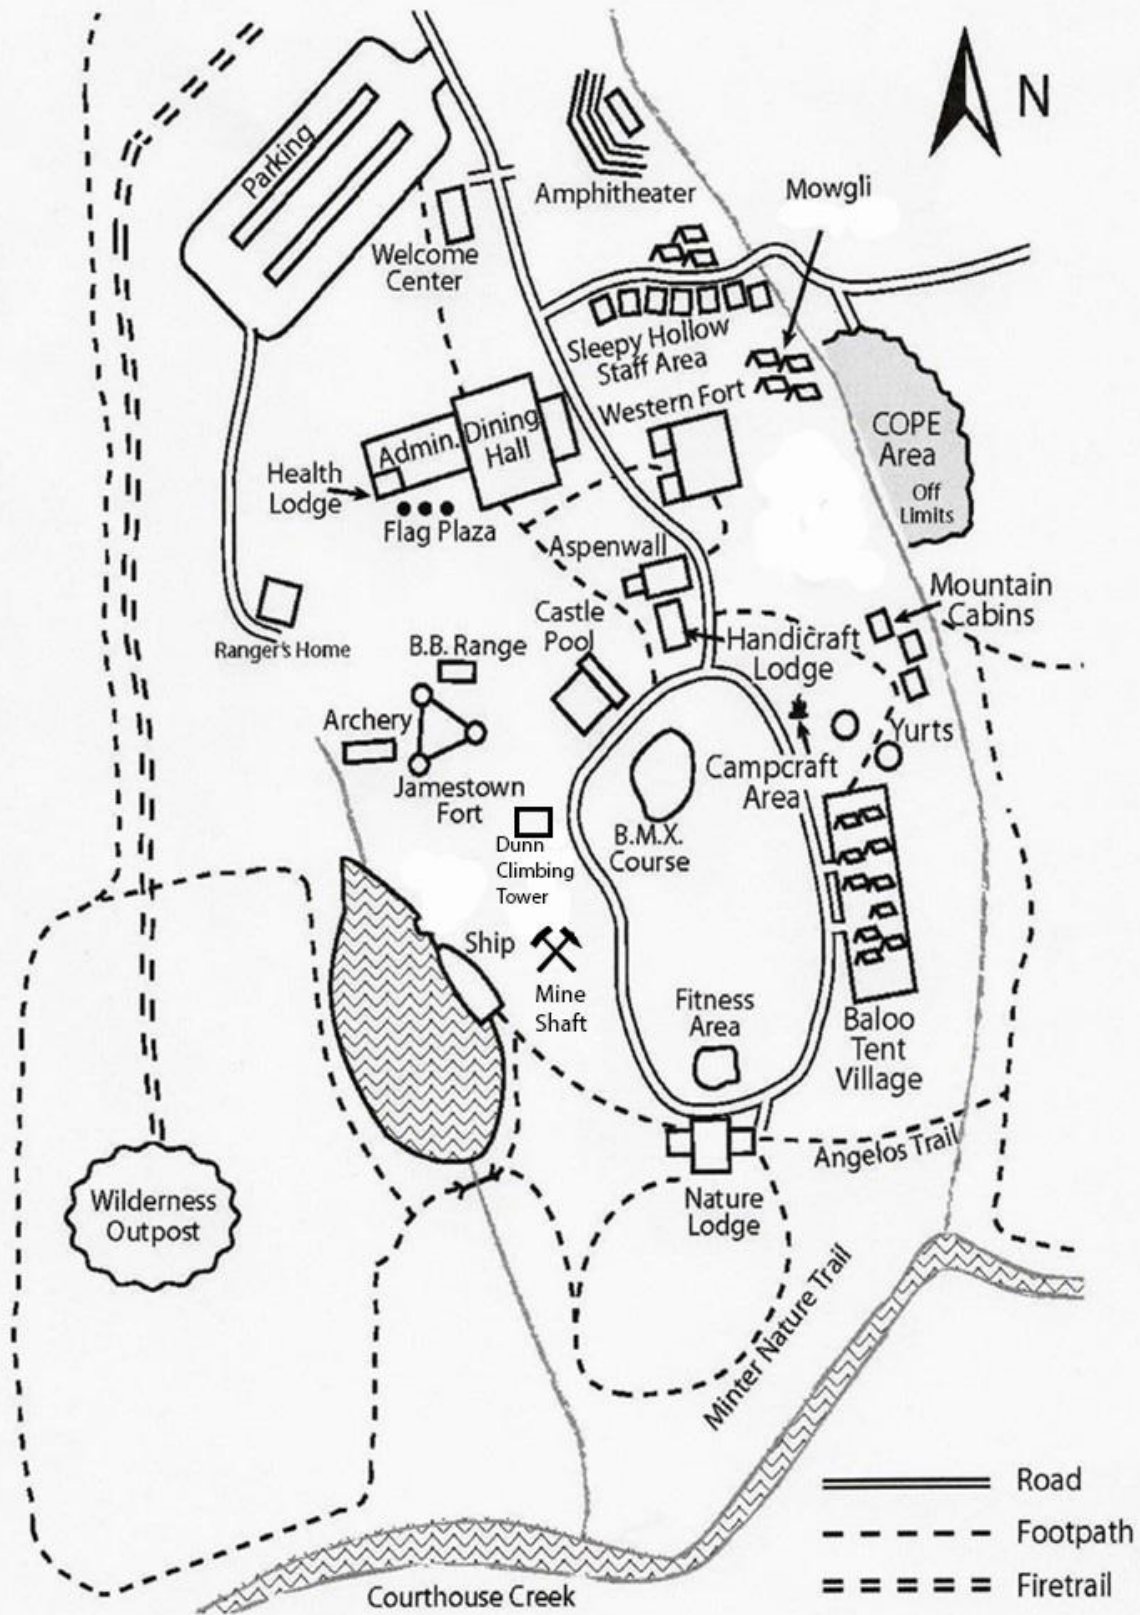 N
Parking
Amphitheater
Mowgli
Welcome
Center
Sleepy Hollow
Staff Area
Western Fort
COPE
Area
Off
Limits
Admin.
Dining
Hall
Health
Lodge
Flag Plaza
Aspenwall
Mountain
Cabins
Castle
Pool
Handicraft
Lodge
Ranger's Home
B.B. Range
Archery
Yurts
Jamestown
Fort
Campcraft
Area
B.M.X.
Course
Dunn
Climbing
Tower
Ship
Mine
Shaft
Fitness
Area
Baloo
Tent
Village
Angelos Trail
Wilderness
Outpost
Nature
Lodge
Minter Nature Trail
Road
Footpath
Firetrail
Courthouse Creek